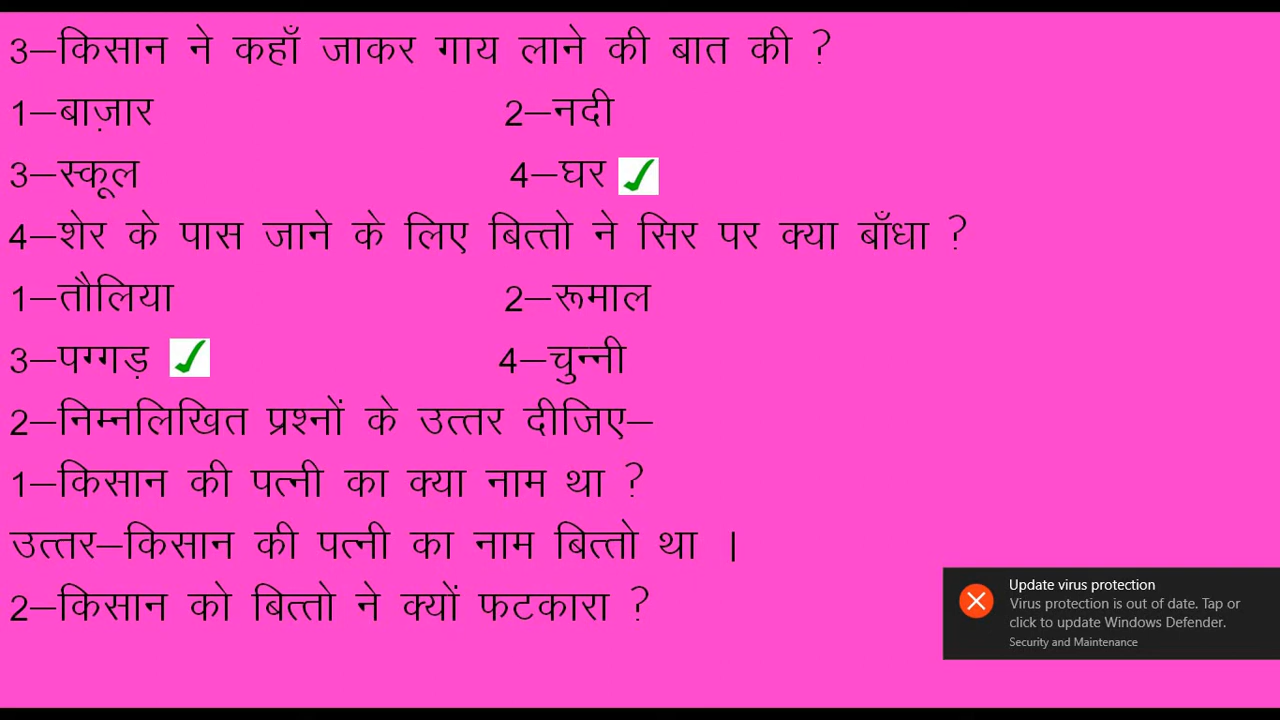 3–किसान ने कहाँ जाकर गाय लाने की बात की ?
1–बाज़ार 2–नदी
3–स्कूल 4–घर
4–शेर के पास जाने के लिए बित्तो ने सिर पर क्या बाँधा ?
1–तौलिया 2–रूमाल
3–पग्गड़ 4–चुन्नी
2–निम्नलिखित प्रश्नों के उत्तर दीजिए–
1–किसान की पत्नी का क्या नाम था ?
उत्तर–किसान की पत्नी का नाम बित्तो था ।
2–किसान को बित्तो ने क्यों फटकारा ?
Update virus protection
Virus protection is out of date. Tap or
click to update Windows Defender.
Security and Maintenance